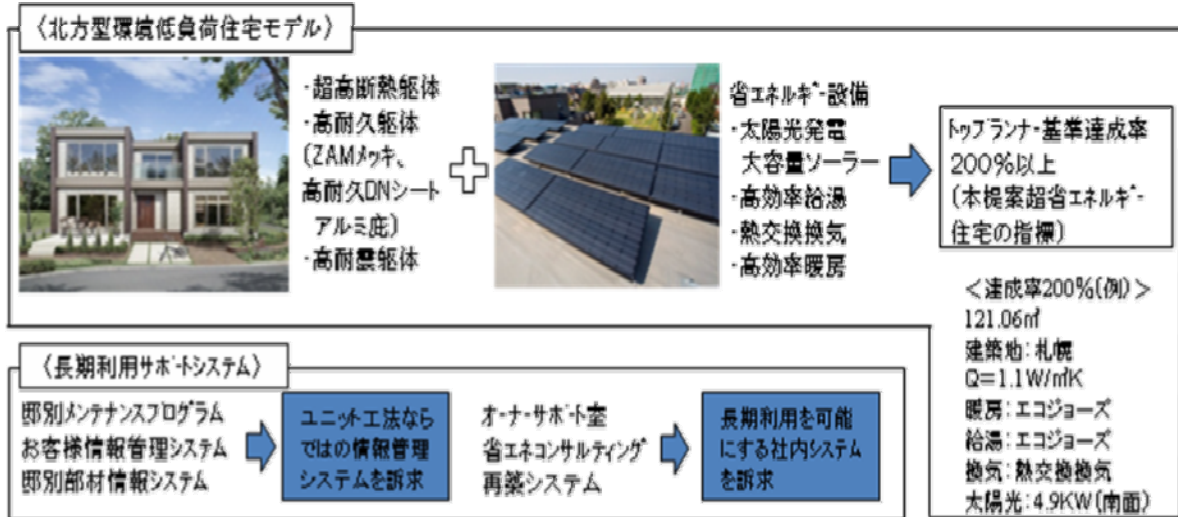 〈北方型環境低負荷住宅モデル〉
・超高断熱躯体
・高耐久躯体
(ZAMメッキ、
高耐久DNシート
アルミ庇)
・高耐震躯体
省エネルギー設備
・太陽光発電
大容量ソーラー
・高効率給湯
・熱交換換気
・高効率暖房
トップランナー基準達成率
200%以上
(本提案超省エネルギー
住宅の指標)
＜達成率200%(例)＞
121.06㎡
建築地:札幌
Q=1.1W/㎡K
暖房:エコジョーズ
給湯:エコジョーズ
換気:熱交換換気
太陽光:4.9KW(南面)
〈長期利用サポートシステム〉
邸別メンテナンスプログラム
お客様情報管理システム
邸別部材情報システム
ユニット工法なら
ではの情報管理
システムを訴求
オーナーサポート室
省エネコンサルティング
再築システム
長期利用を可能
にする社内システム
を訴求